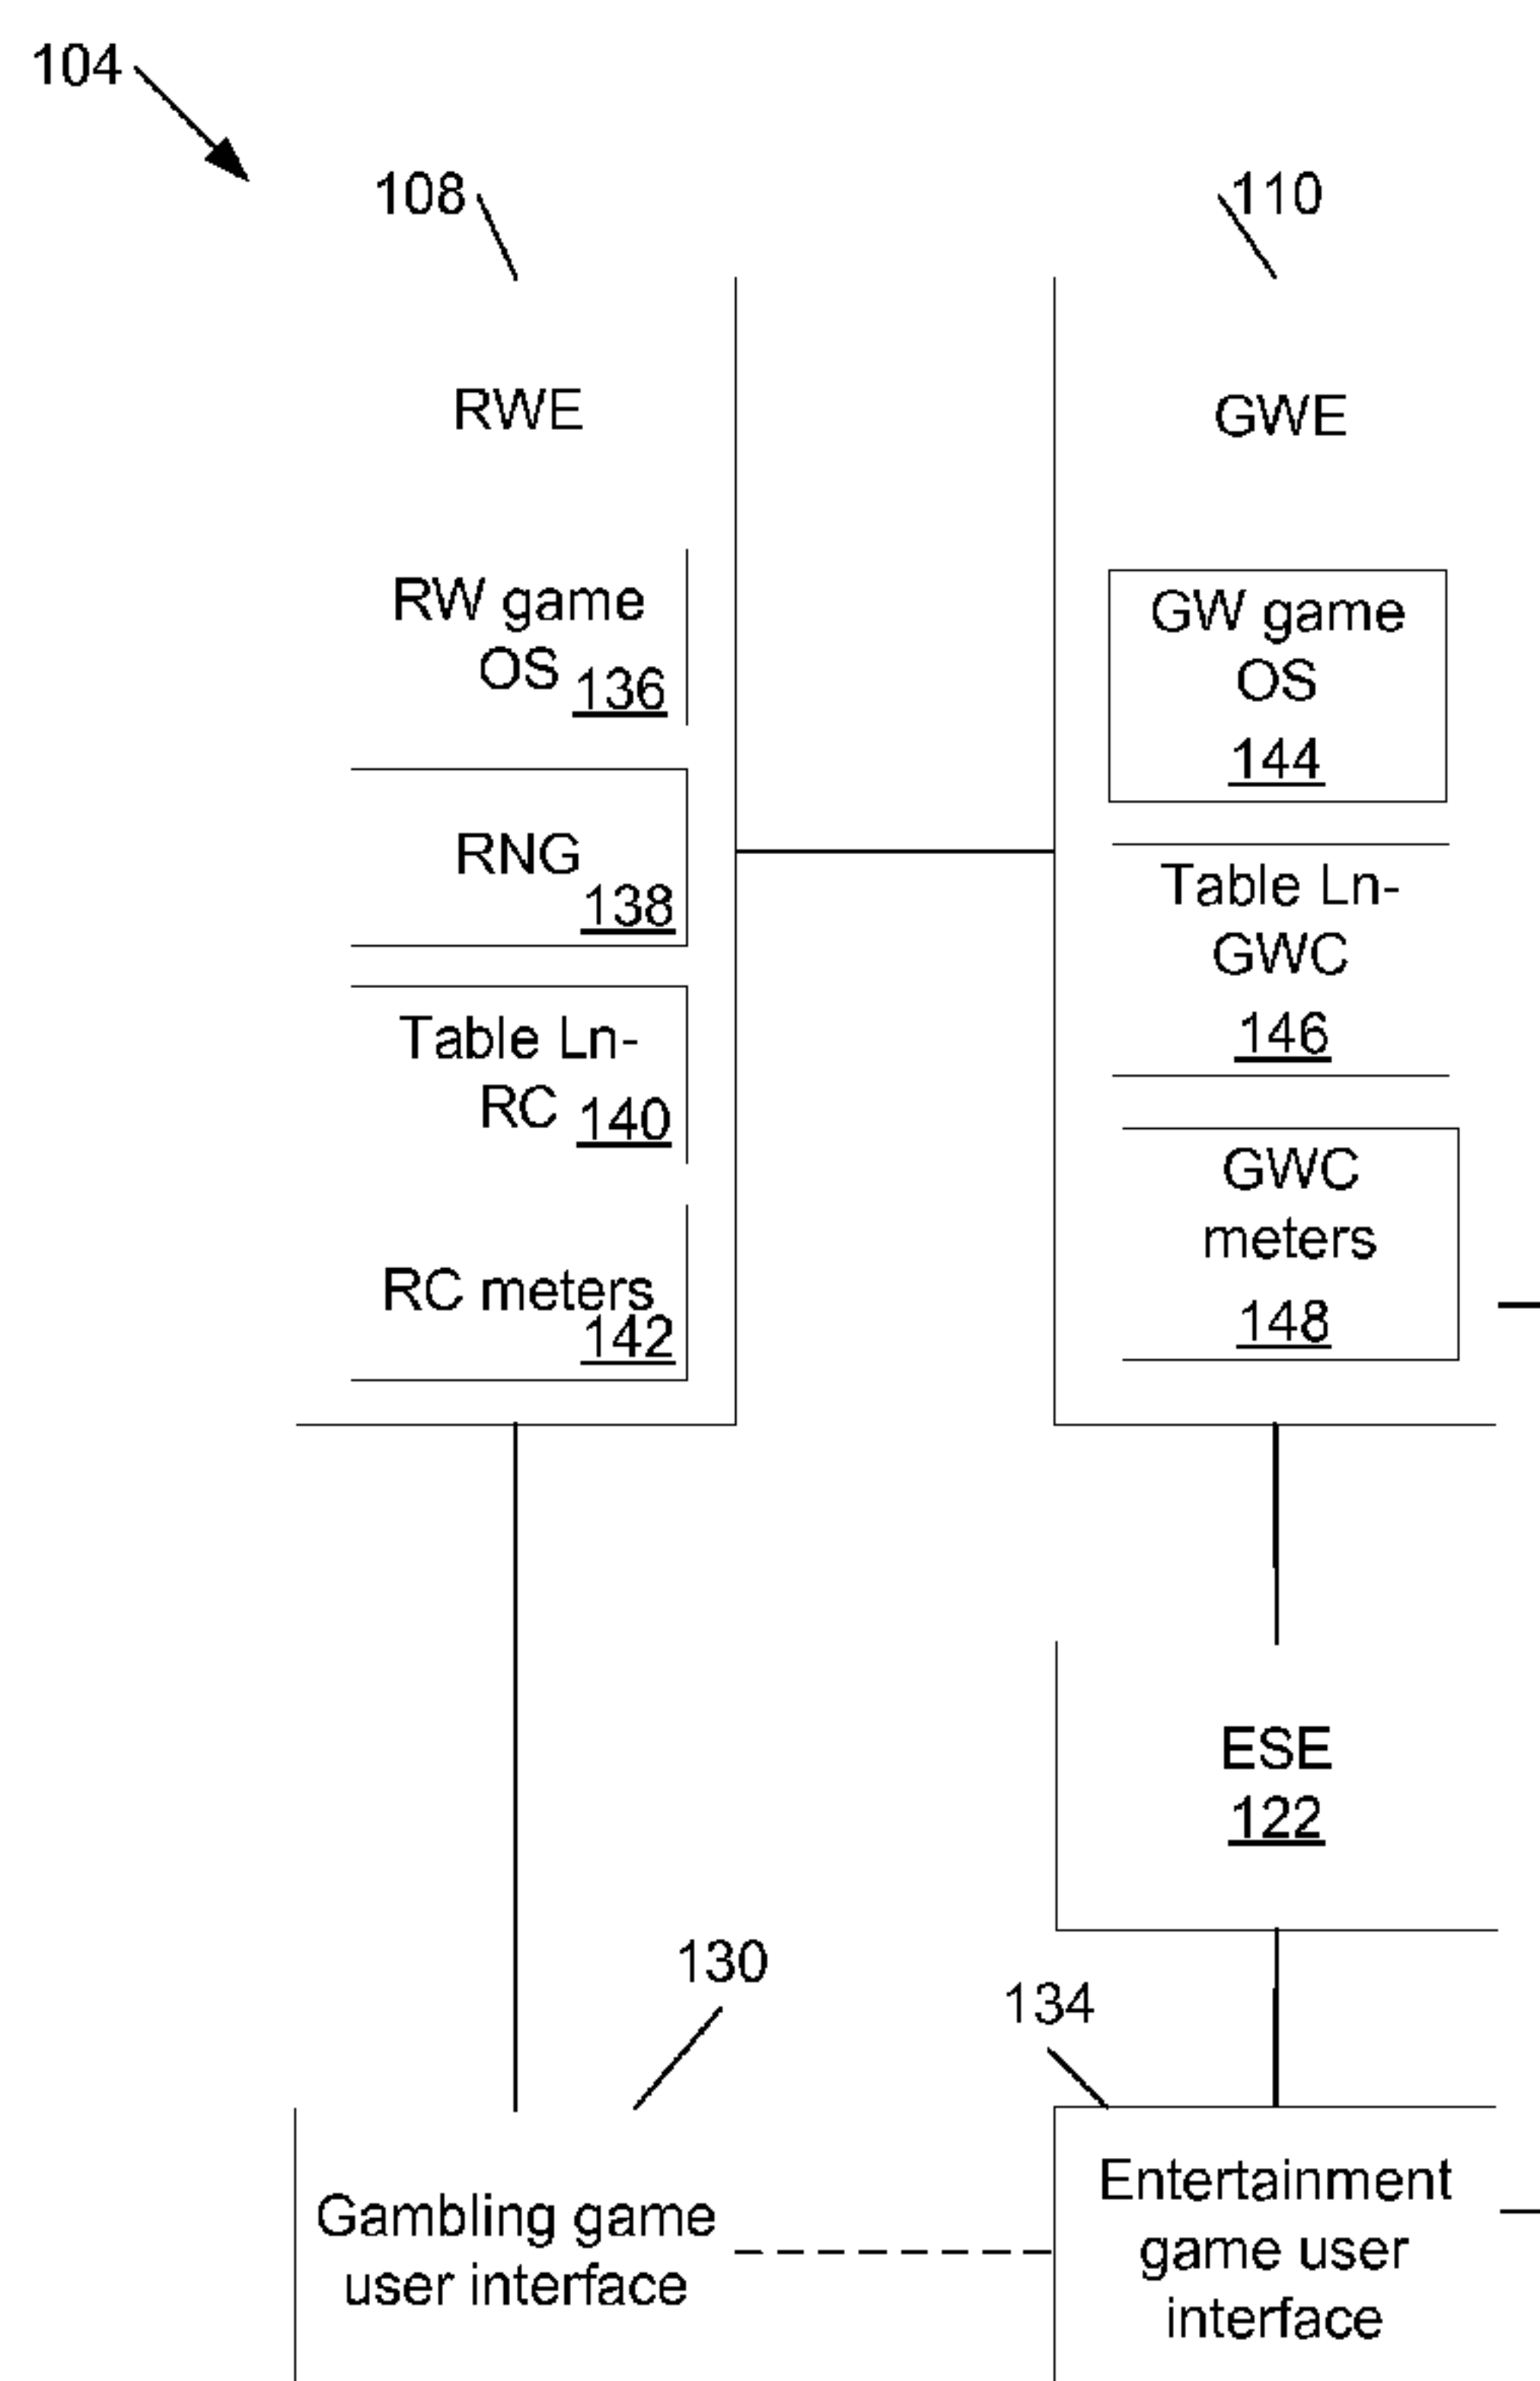 104
108
110
RWE
RW game
OS 136
RNG
138
Table Ln-
RC 140
RC meters
142
GWE
GW game
OS
144
Table Ln-
GWC
146
GWC
meters
148
ESE
122
130
134
Gambling game
user interface
Entertainment
game user
interface